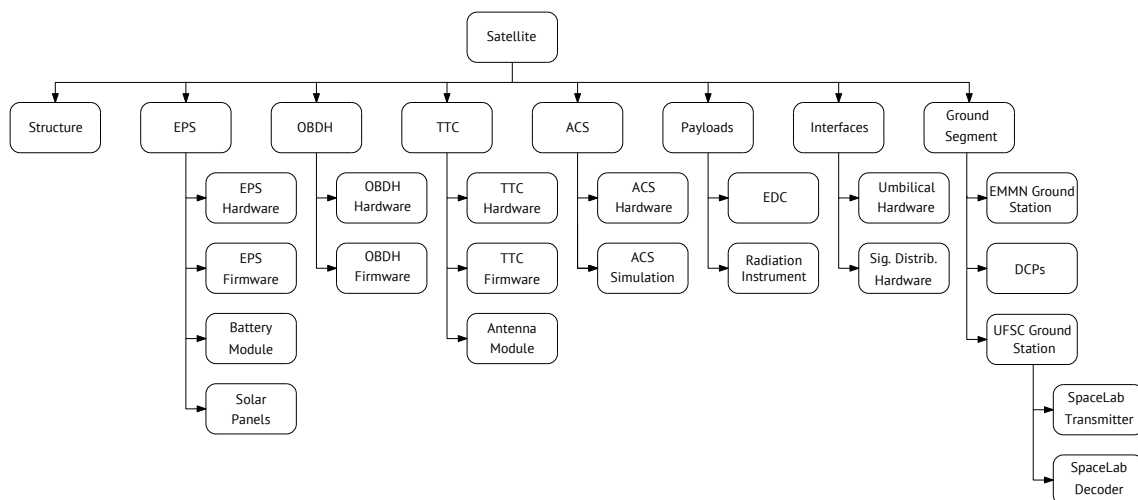 Satellite
Structure
EPS
OBDH
TTC
ACS
Payloads
Interfaces
Ground
Segment
EPS
Hardware
OBDH
Hardware
TTC
Hardware
ACS
Hardware
EDC
Umbilical
Hardware
EMMN Ground
Station
EPS
Firmware
OBDH
Firmware
TTC
Firmware
ACS
Simulation
Radiation
Instrument
Sig. Distrib.
Hardware
DCPs
Battery
Module
Antenna
Module
UFSC Ground
Station
Solar
Panels
SpaceLab
Transmitter
SpaceLab
Decoder